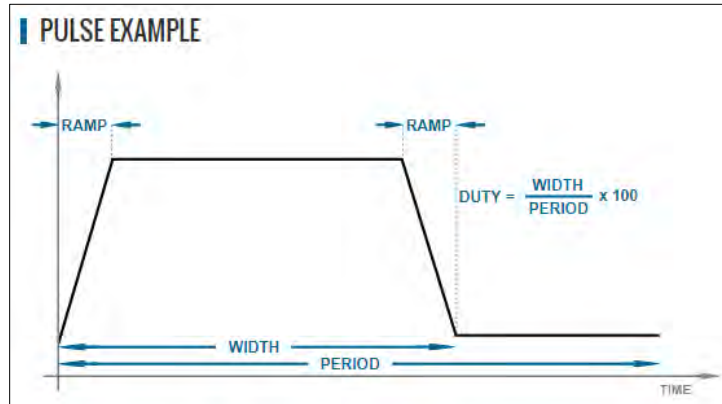 PULSE EXAMPLE
RAMP
RAMP
DUTY = WIDTH
PERIOD x 100
WIDTH
PERIOD
TIME